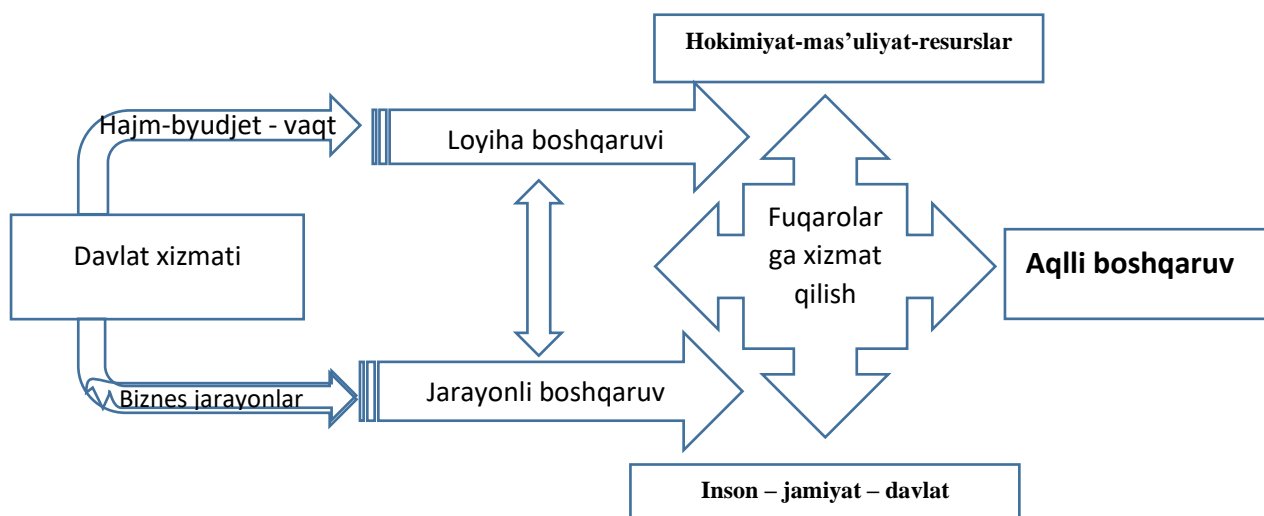 Hokimiyat-mas’uliyat-resurslar
Hajm-byudjet - vaqt
Loyiha boshqaruvi
Davlat xizmati
Fuqarolar
ga xizmat
qilish
Aqlli boshqaruv
Biznes jarayonlar
Jarayonli boshqaruv
Inson – jamiyat – davlat